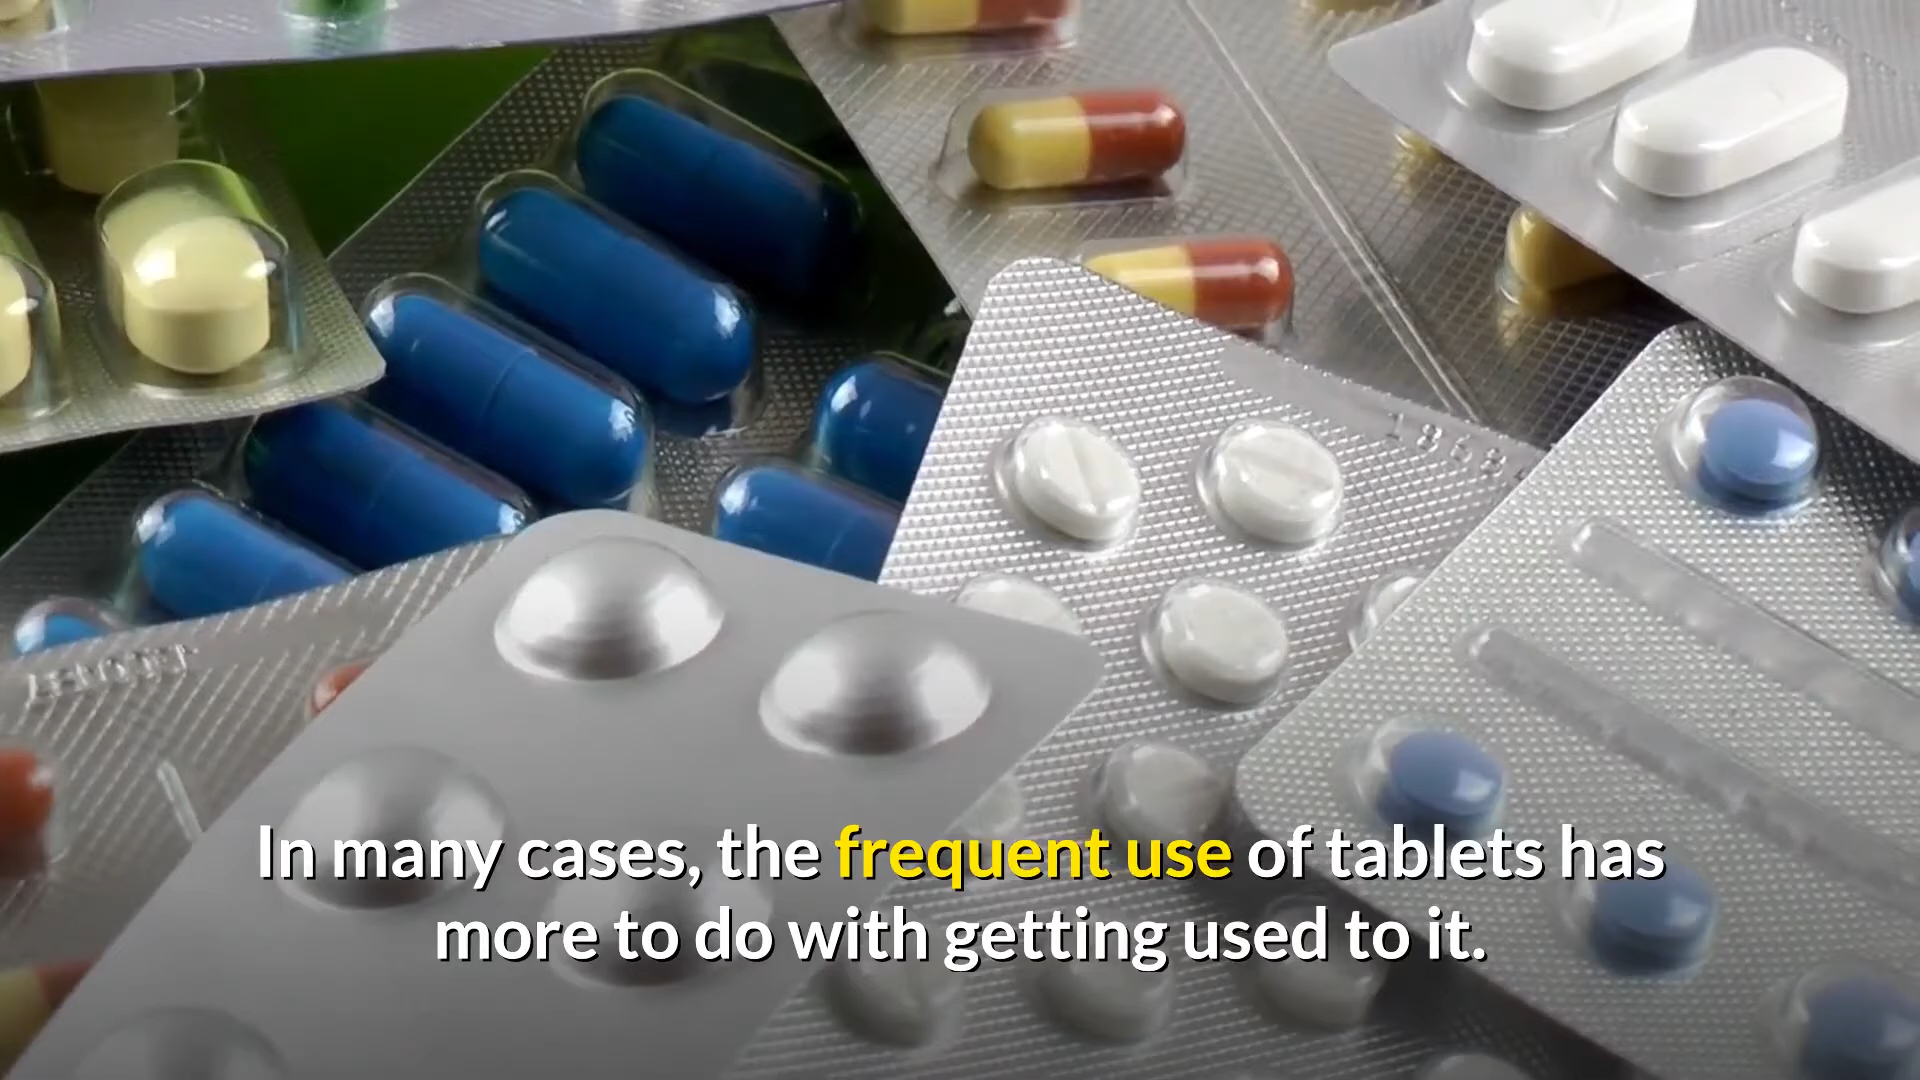 In many cases, the frequent use of tablets has
more to do with getting used to it.